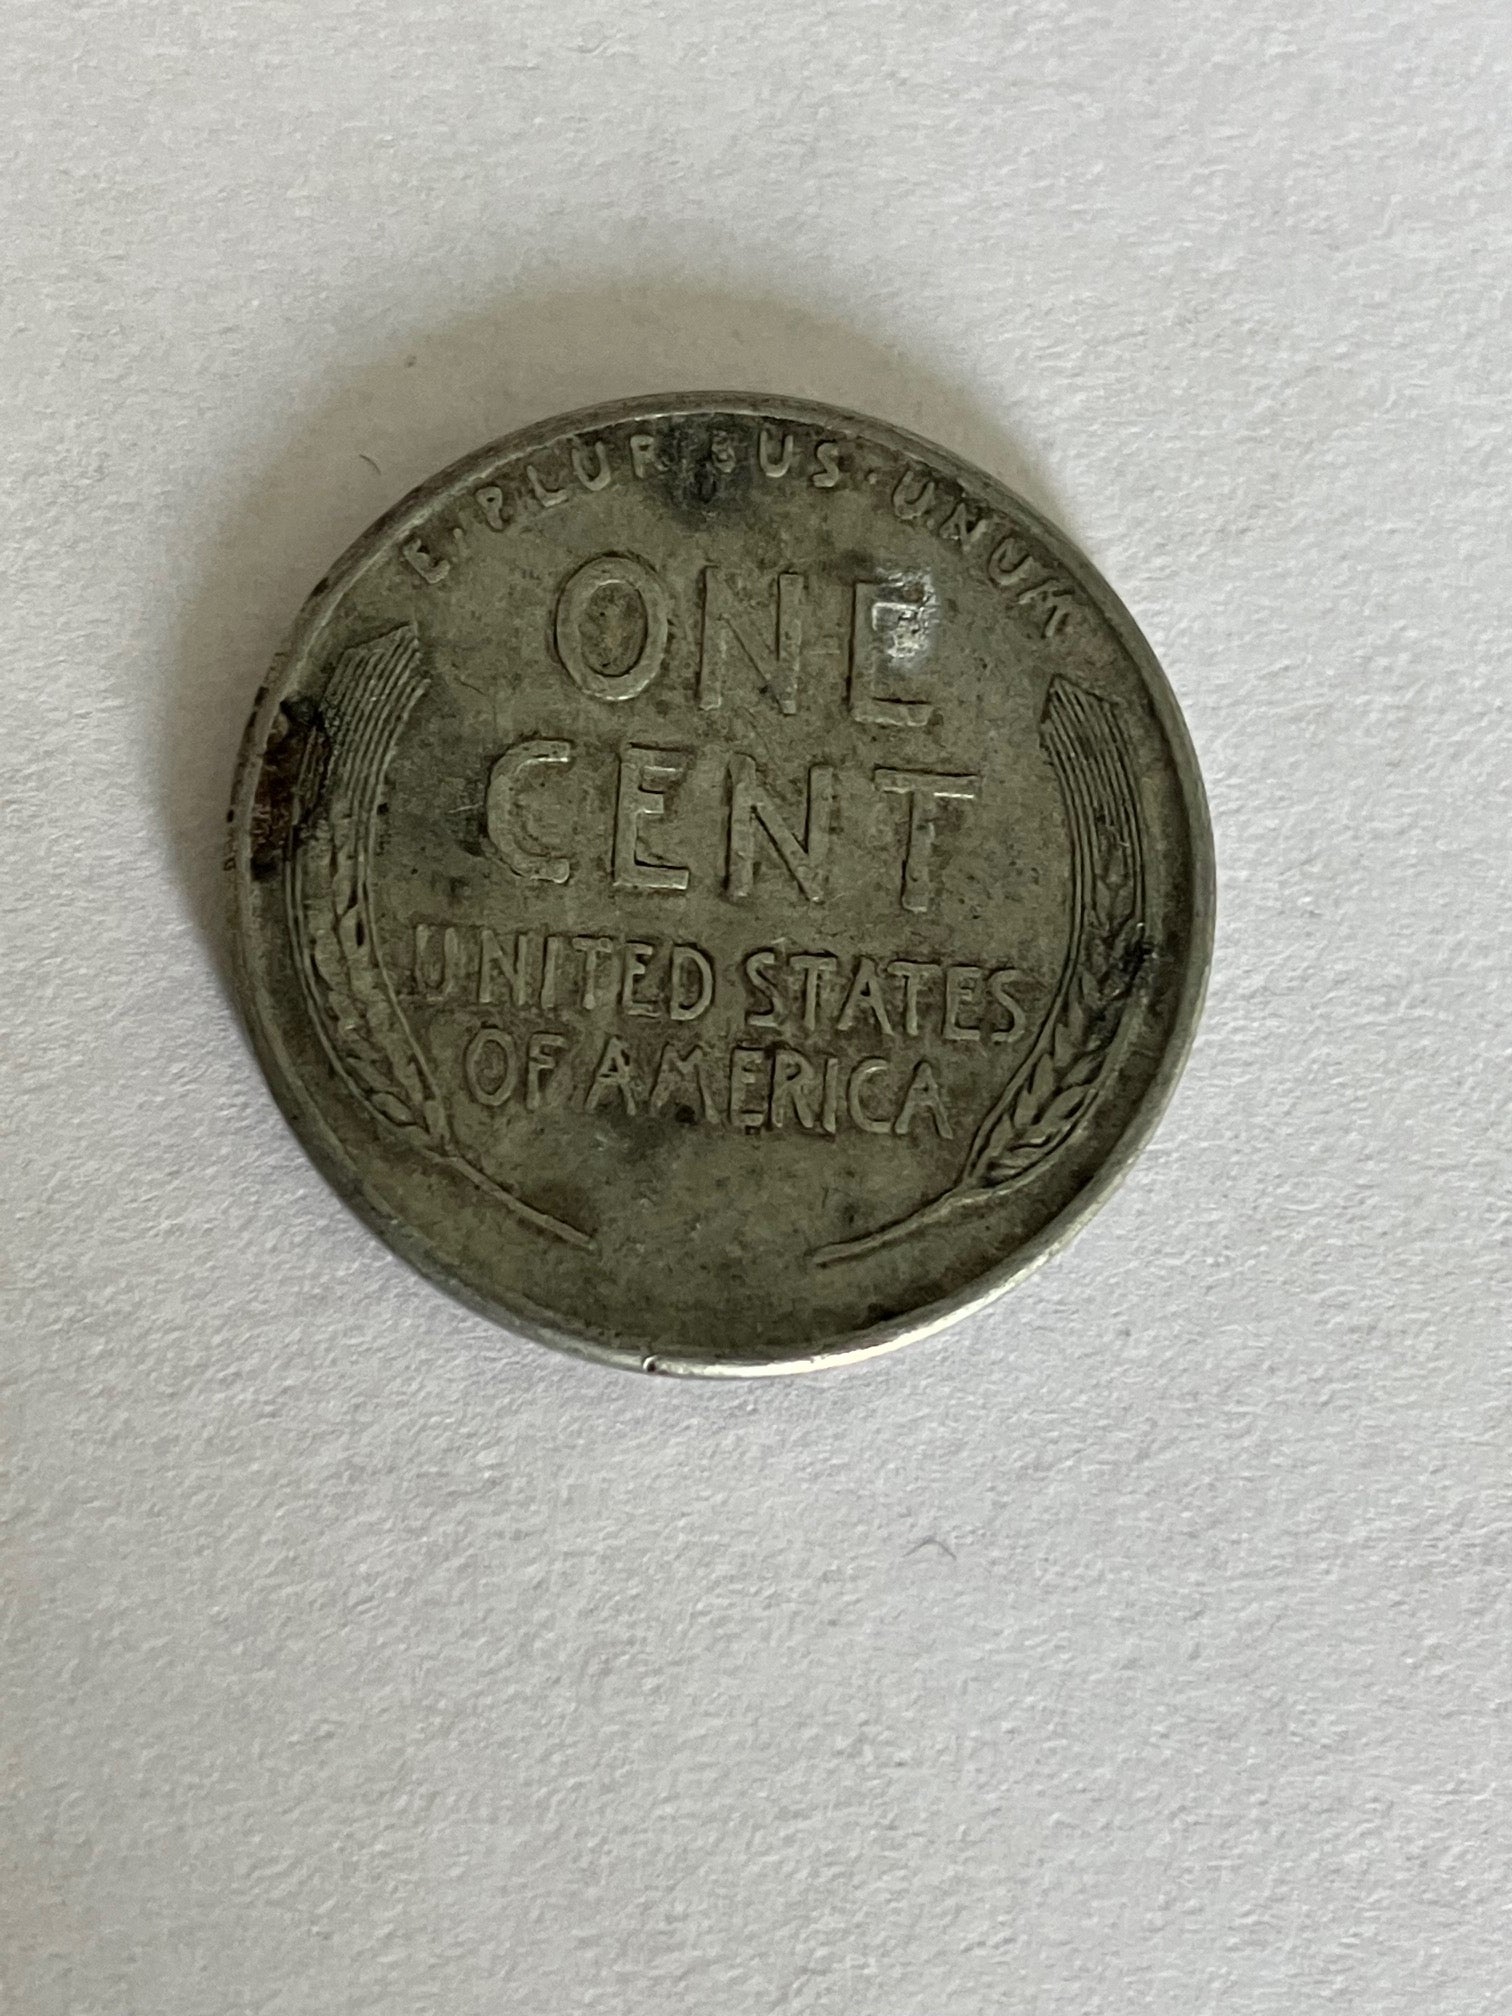 E·PLURIBUS·UNUM
ONE
CENT
UNITED STATES
OF AMERICA